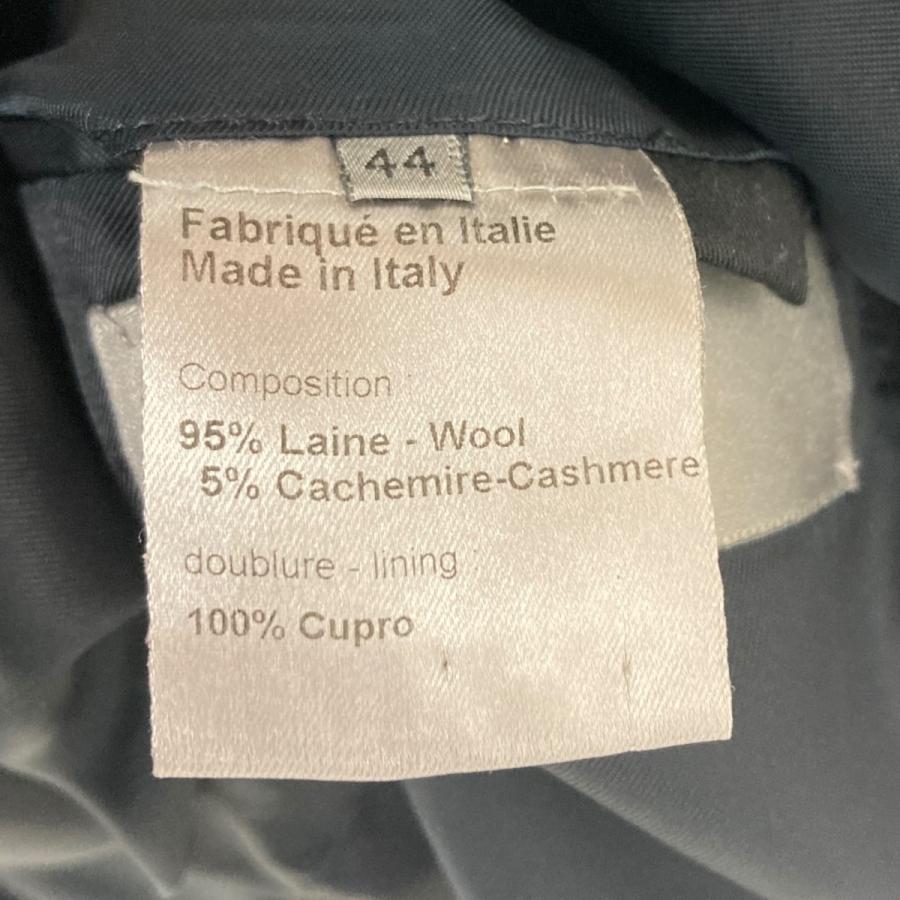 44
Fabriqué en Italie
Made in Italy
Composition :
95% Laine - Wool
5% Cachemire-Cashmere
doublure - lining :
100% Cupro